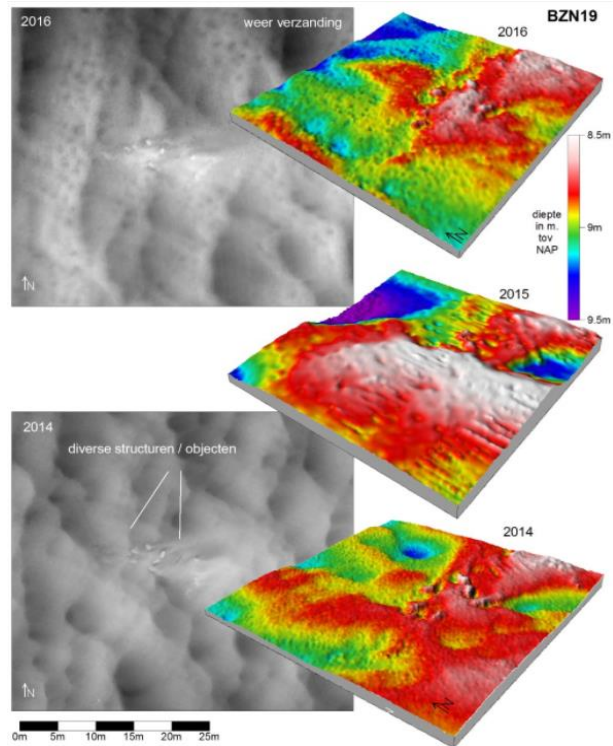 2016
weer verzanding
BZN19
2016
8.5m
diepte
in m.
tov
NAP
9m
9.5m
N
N
2015
2014
diverse structuren / objecten
2014
N
N
0m 5m 10m 15m 20m 25m